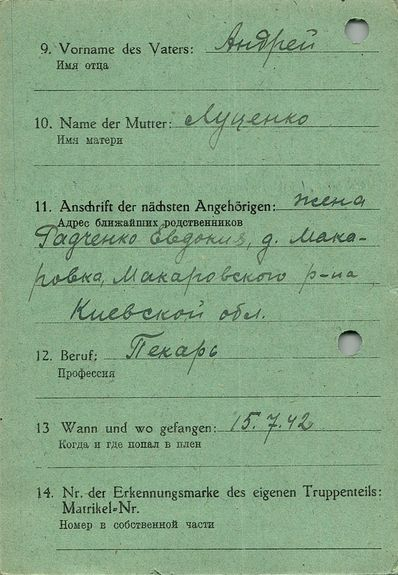 9. Vorname des Vaters: Андрей
Имя отца
10. Name der Mutter: Луценко
Имя матери
11. Anschrift der nächsten Angehörigen: жена
Адрес ближайших родственников
Радченко Евдокия, д. Мака-
ровка, Макаровского р-на
Киевской обл.
12. Beruf: Пекарь
Профессия
13 Wann und wo gefangen: 15.7.42
Когда и где попал в плен
14. Nr. der Erkennungsmarke des eigenen Truppenteils:
Matrikel-Nr.
Номер в собственной части